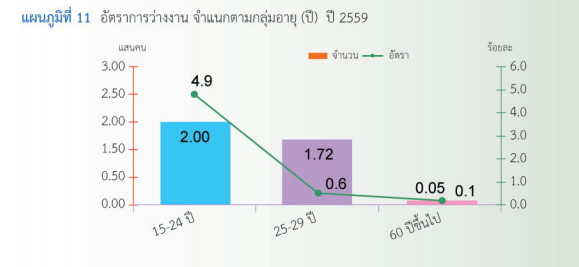 แผนภูมิที่ 11 อัตราการว่างงาน จำแนกตามกลุ่มอายุ (ปี) ปี 2559
แสนคน
ร้อยละ
จำนวน อัตรา
3.00
6.0
2.50
5.0
4.9
2.00
4.0
2.00
1.50
3.0
1.72
2.0
0.50
1.0
0.6
0.05 0.1
0.00
0.0
15-24 ปี
25-29 ปี
60 ปีขึ้นไป